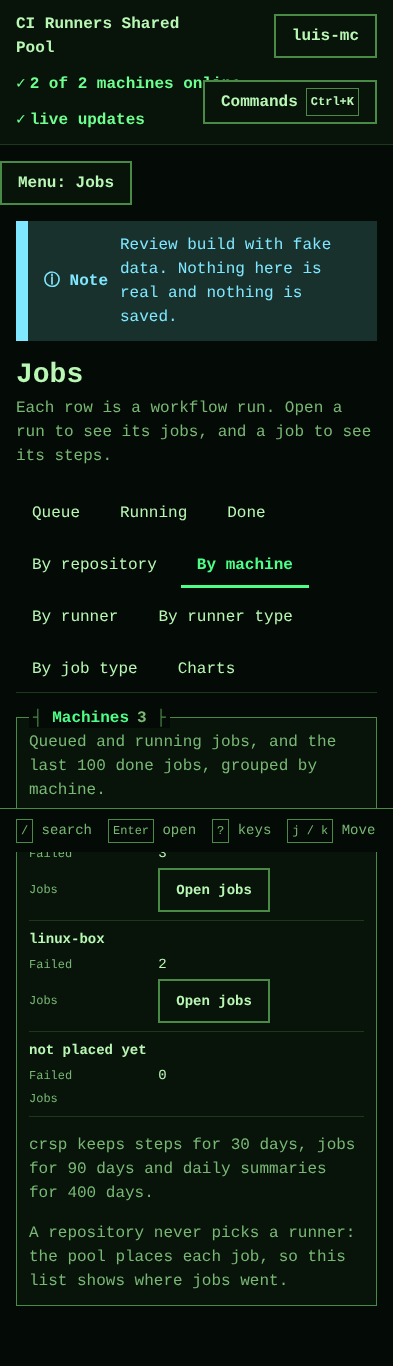 CI Runners Shared
Pool
luis-mc
✓ 2 of 2 machines online
Commands Ctrl+K
✓ live updates
Menu: Jobs
ⓘ Note
Review build with fake
data. Nothing here is
real and nothing is
saved.
Jobs
Each row is a workflow run. Open a
run to see its jobs, and a job to see
its steps.
Queue Running Done
By repository By machine
By runner By runner type
By job type Charts
Machines 3
Queued and running jobs, and the
last 100 done jobs, grouped by
machine.
/ search Enter open ? keys j / k Move
Failed 3
Jobs Open jobs
linux-box
Failed 2
Jobs Open jobs
not placed yet
Failed 0
Jobs
crsp keeps steps for 30 days, jobs
for 90 days and daily summaries
for 400 days.
A repository never picks a runner:
the pool places each job, so this
list shows where jobs went.